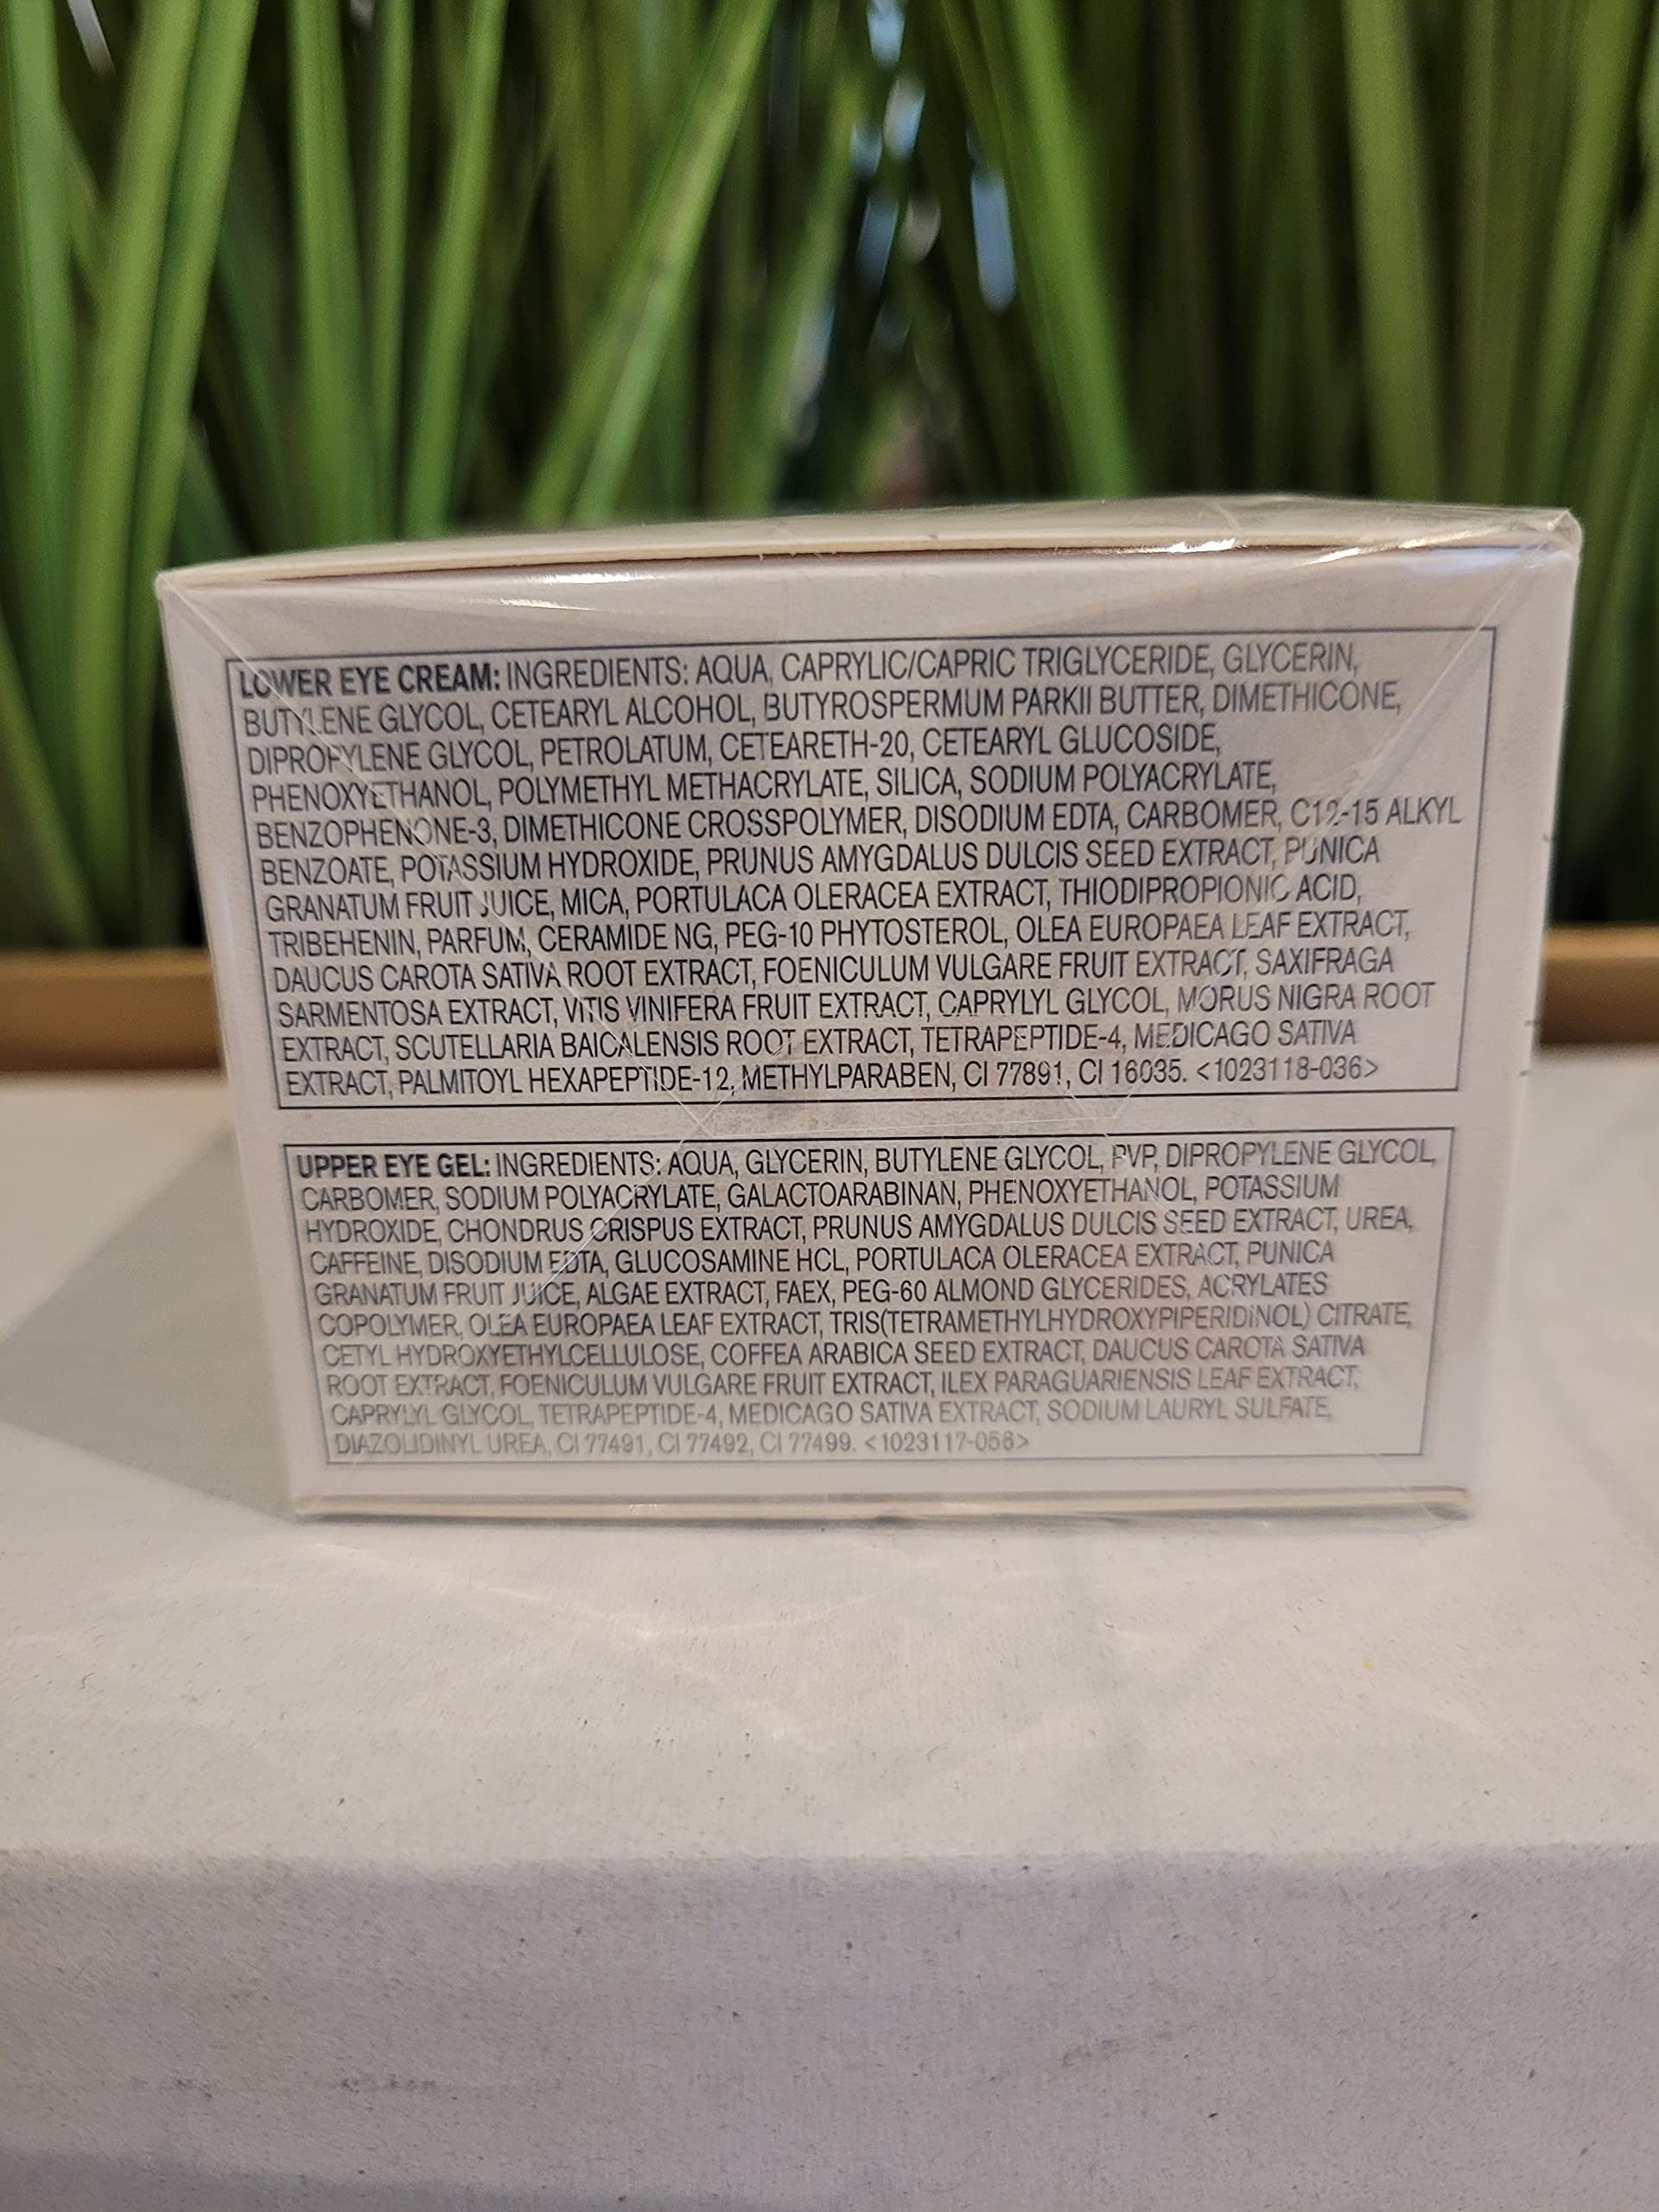 LOWER EYE CREAM: INGREDIENTS: AQUA, CAPRYLIC/CAPRIC TRIGLYCERIDE, GLYCERIN,
BUTYLENE GLYCOL, CETEARYL ALCOHOL, BUTYROSPERMUM PARKII BUTTER, DIMETHICONE,
DIPROPYLENE GLYCOL, PETROLATUM, CETEARETH-20, CETEARYL GLUCOSIDE,
PHENOXYETHANOL, POLYMETHYL METHACRYLATE, SILICA, SODIUM POLYACRYLATE,
BENZOPHENONE-3, DIMETHICONE CROSSPOLYMER, DISODIUM EDTA, CARBOMER, C12-15 ALKYL
BENZOATE, POTASSIUM HYDROXIDE, PRUNUS AMYGDALUS DULCIS SEED EXTRACT, PUNICA
GRANATUM FRUIT JUICE, MICA, PORTULACA OLERACEA EXTRACT, THIODIPROPIONIC ACID,
TRIBEHENIN, PARFUM, CERAMIDE NG, PEG-10 PHYTOSTEROL, OLEA EUROPAEA LEAF EXTRACT,
DAUCUS CAROTA SATIVA ROOT EXTRACT, FOENICULUM VULGARE FRUIT EXTRACT, SAXIFRAGA
SARMENTOSA EXTRACT, VITIS VINIFERA FRUIT EXTRACT, CAPRYLYL GLYCOL, MORUS NIGRA ROOT
EXTRACT, SCUTELLARIA BAICALENSIS ROOT EXTRACT, TETRAPEPTIDE-4, MEDICAGO SATIVA
EXTRACT, PALMITOYL HEXAPEPTIDE-12, METHYLPARABEN, CI 77891, CI 16035. <1023118-036>
UPPER EYE GEL: INGREDIENTS: AQUA, GLYCERIN, BUTYLENE GLYCOL, PVP, DIPROPYLENE GLYCOL,
CARBOMER, SODIUM POLYACRYLATE, GALACTOARABINAN, PHENOXYETHANOL, POTASSIUM
HYDROXIDE, CHONDRUS CRISPUS EXTRACT, PRUNUS AMYGDALUS DULCIS SEED EXTRACT, UREA,
CAFFEINE, DISODIUM EDTA, GLUCOSAMINE HCL, PORTULACA OLERACEA EXTRACT, PUNICA
GRANATUM FRUIT JUICE, ALGAE EXTRACT, FAEX, PEG-60 ALMOND GLYCERIDES, ACRYLATES
COPOLYMER, OLEA EUROPAEA LEAF EXTRACT, TRIS(TETRAMETHYLHYDROXYPIPERIDINOL) CITRATE,
CETYL HYDROXYETHYLCELLULOSE, COFFEA ARABICA SEED EXTRACT, DAUCUS CAROTA SATIVA
ROOT EXTRACT, FOENICULUM VULGARE FRUIT EXTRACT, ILEX PARAGUARIENSIS LEAF EXTRACT,
CAPRYLYL GLYCOL, TETRAPEPTIDE-4, MEDICAGO SATIVA EXTRACT, SODIUM LAURYL SULFATE,
DIAZOLIDINYL UREA, CI 77491, CI 77492, CI 77499. <1023117-056>